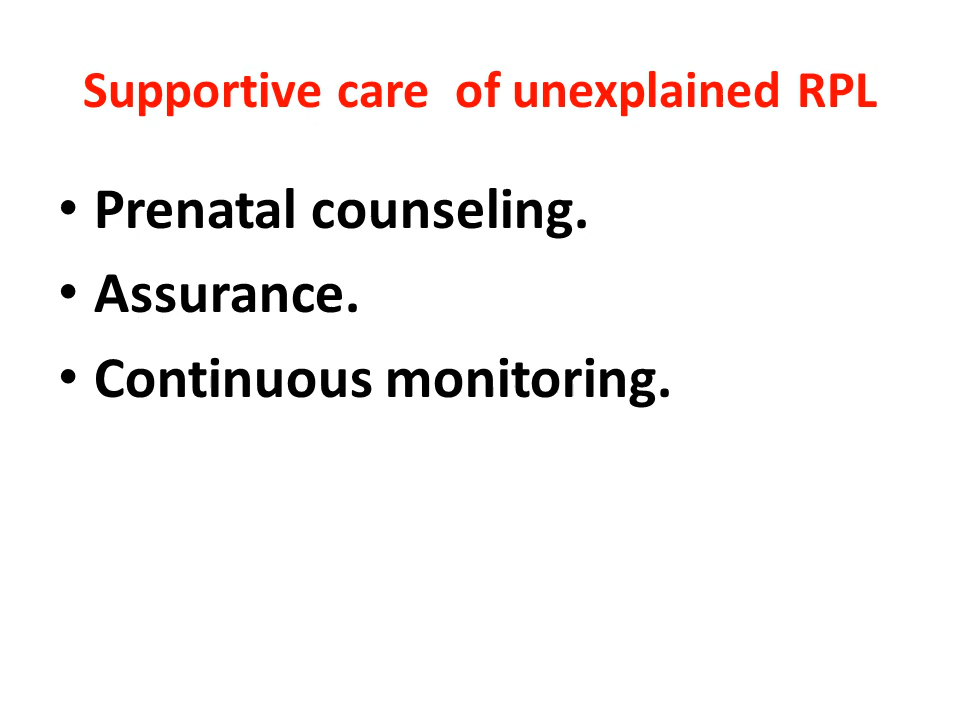 Supportive care  of unexplained RPL
• Prenatal counseling.
• Assurance.
• Continuous monitoring.